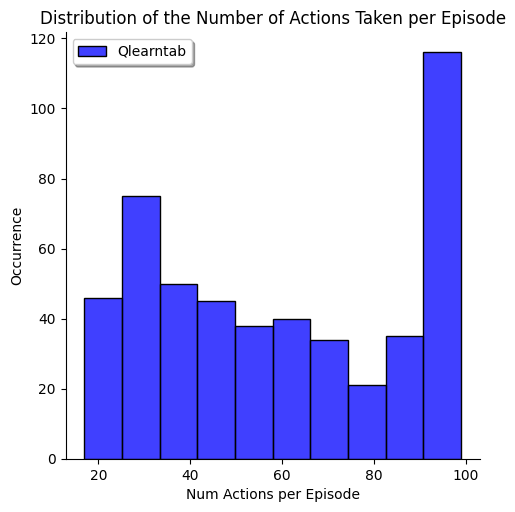 Distribution of the Number of Actions Taken per Episode
Qlearntab
120
100
80
60
40
20
0
Occurrence
20 40 60 80 100
Num Actions per Episode